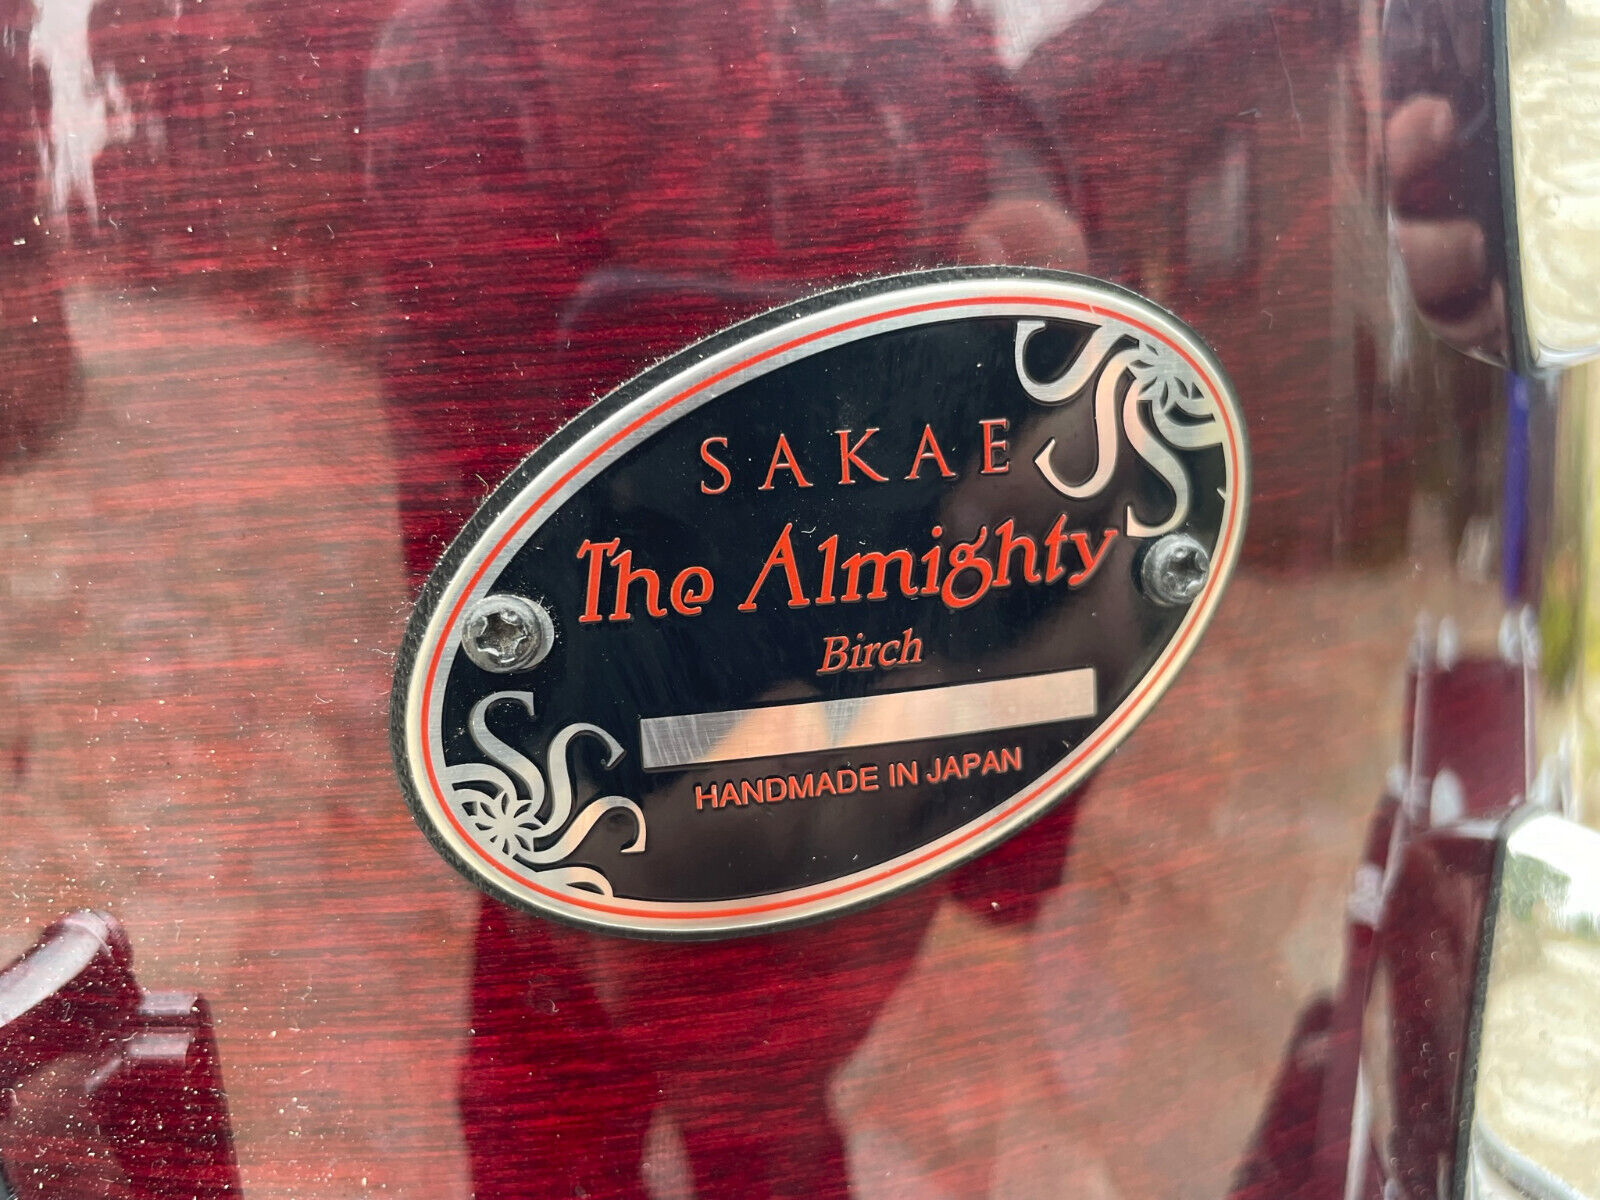 SAKAE
The Almighty
Birch
HANDMADE IN JAPAN